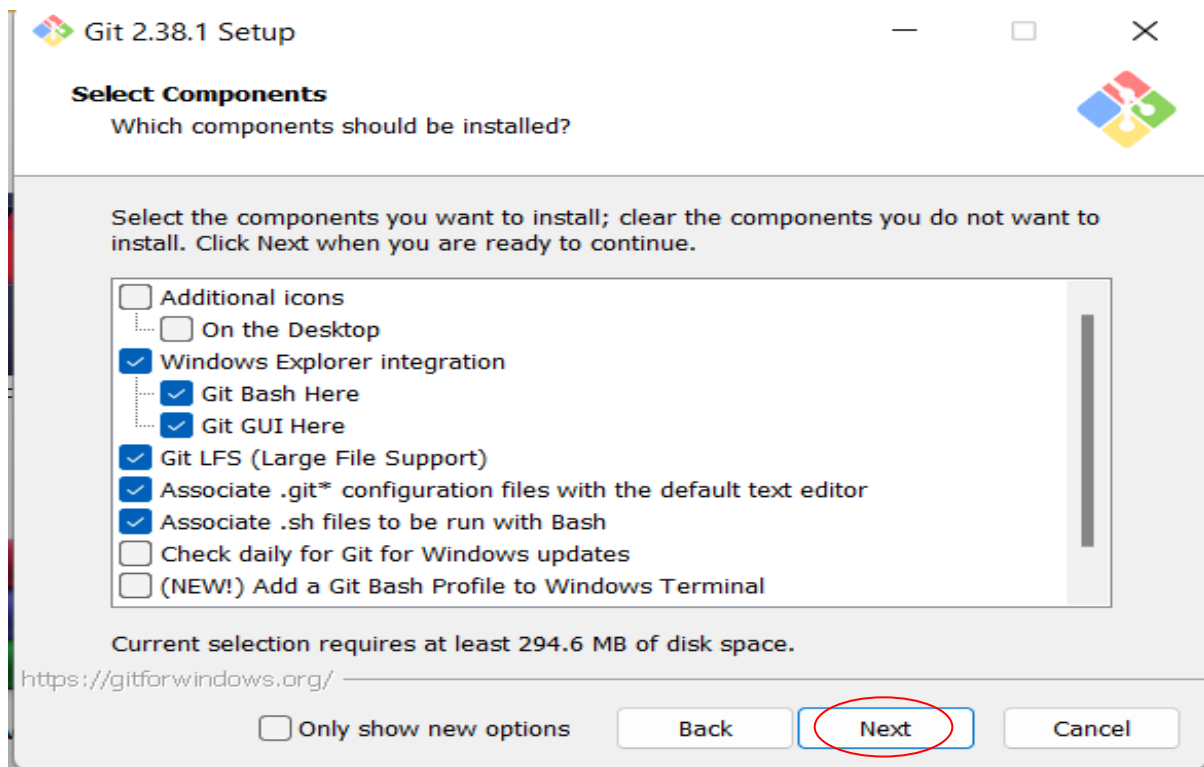 Git 2.38.1 Setup
Select Components
Which components should be installed?
Select the components you want to install; clear the components you do not want to
install. Click Next when you are ready to continue.
Additional icons
On the Desktop
Windows Explorer integration
Git Bash Here
Git GUI Here
Git LFS (Large File Support)
Associate .git* configuration files with the default text editor
Associate .sh files to be run with Bash
Check daily for Git for Windows updates
(NEW!) Add a Git Bash Profile to Windows Terminal
Current selection requires at least 294.6 MB of disk space.
https://gitforwindows.org/
Only show new options
Back
Next
Cancel